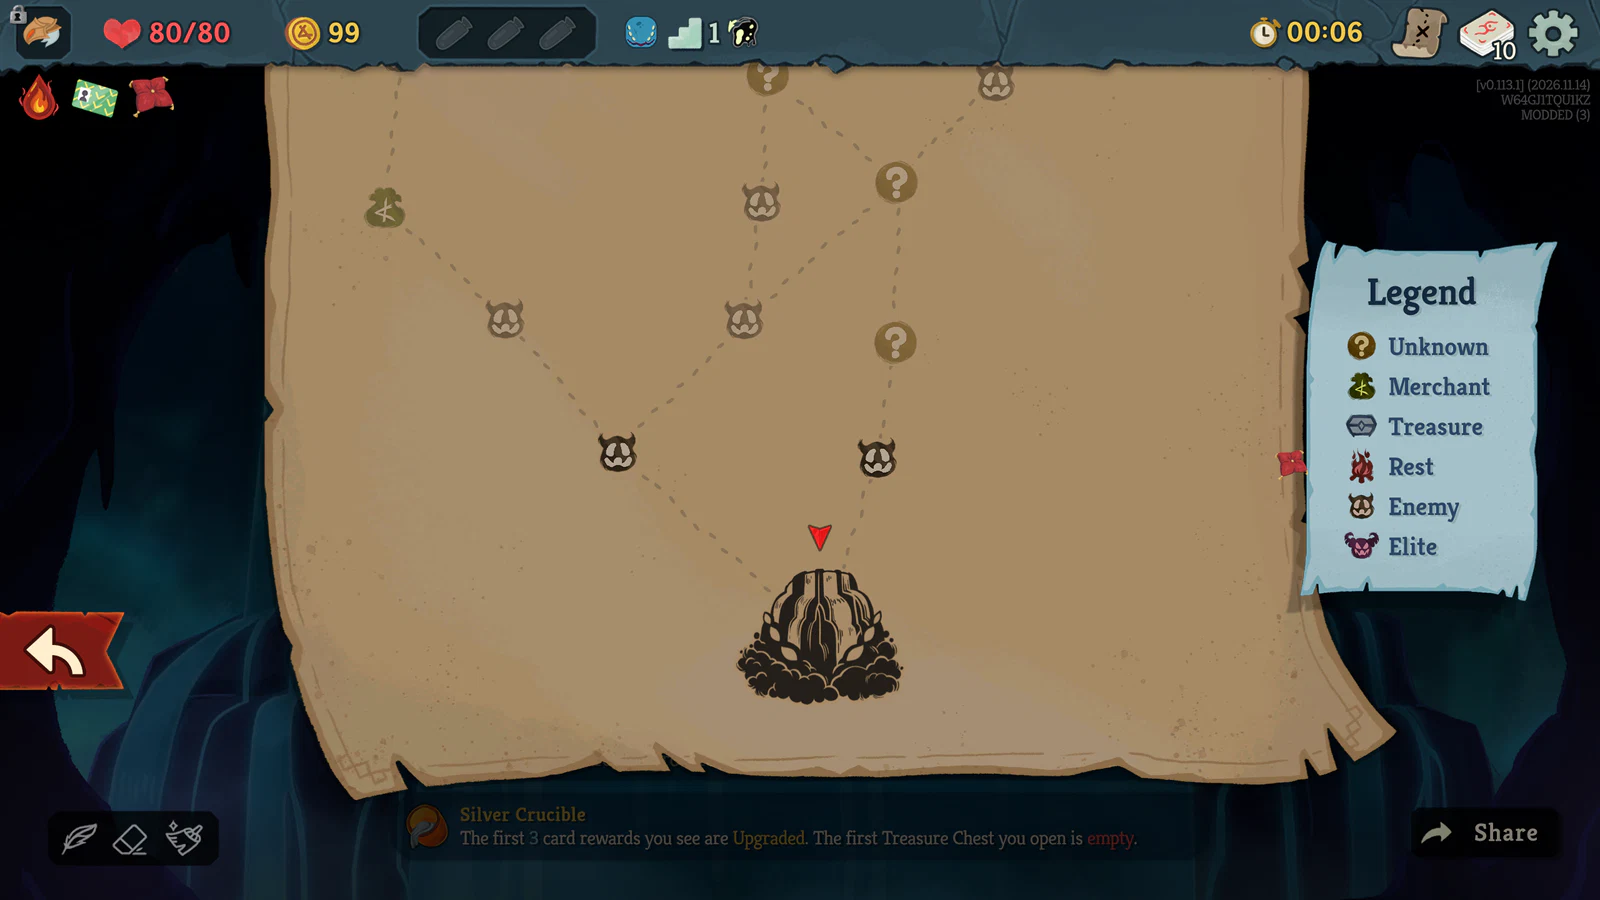 80/80
99
1
00:06
10
[v0.113.1] (2026.11.14)
W64GJ1TQU1KZ
MODDED (3)
Legend
Unknown
Merchant
Treasure
Rest
Enemy
Elite
Silver Crucible
The first 3 card rewards you see are Upgraded. The first Treasure Chest you open is empty.
Share